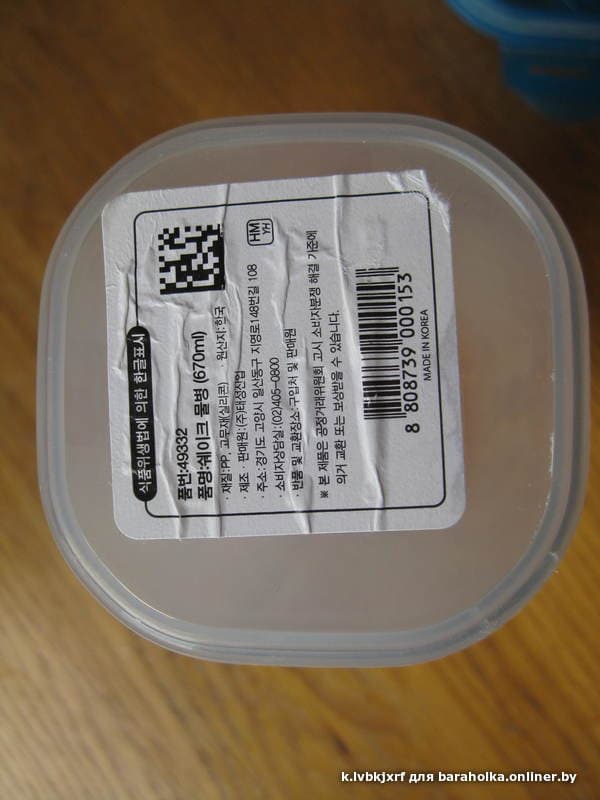 식품위생법에 의한 한글표시
품번:49332
품명:쉐이크 물병 (670ml)
· 재질:PP, 고무재(실리콘) · 원산지:한국
· 제조 · 판매원:(주)태성산업
· 주소:경기도 고양시 일산동구 지영로148번길 108
· 소비자상담실:(02)405-0800
· 반품 및 교환장소:구입처 및 판매원
※ 본 제품은 공정거래위원회 고시 소비자분쟁 해결 기준에
의거 교환 또는 보상받을 수 있습니다.
HM
YH
8 808739 000153
MADE IN KOREA
k.lvbkjxrf для baraholka.onliner.by